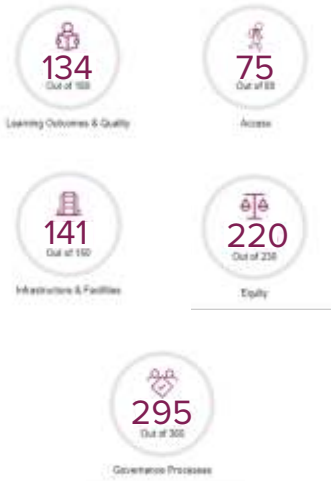 134
Out of 180
Learning Outcomes & Quality
75
Out of 80
Access
141
Out of 150
Infrastructure & Facilities
220
Out of 230
Equity
295
Out of 360
Governance Processes